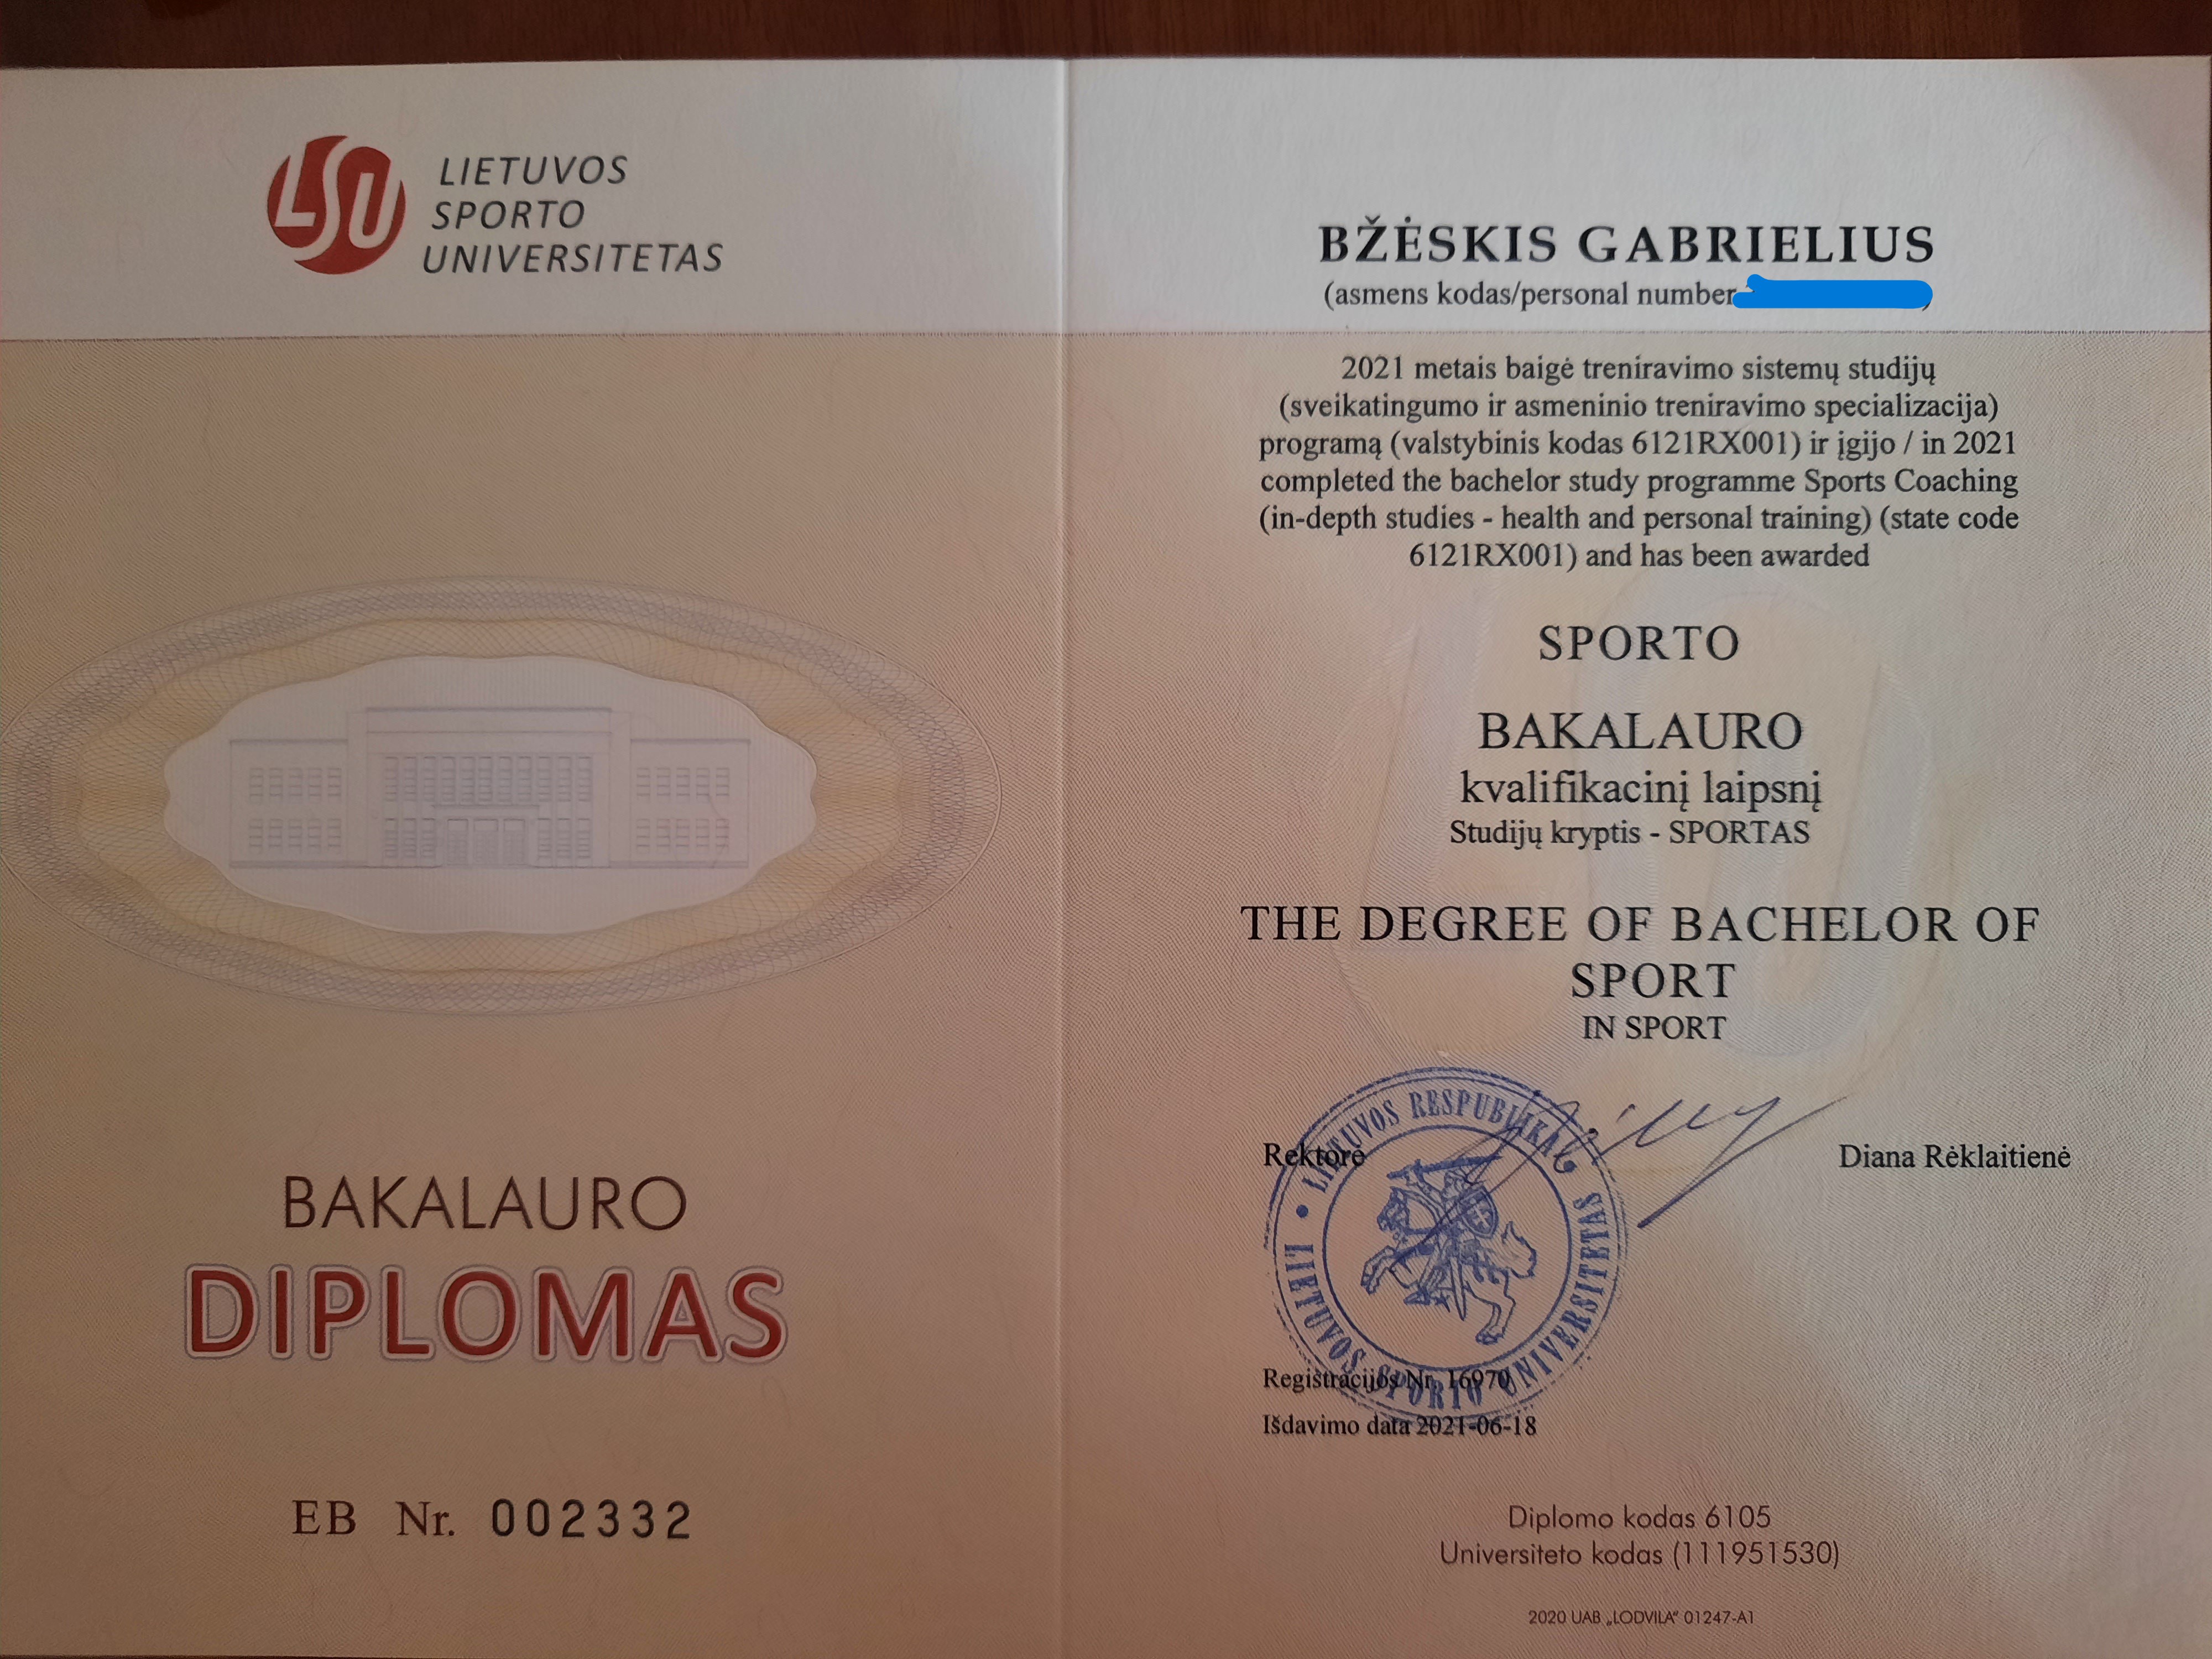 LSU
LIETUVOS
SPORTO
UNIVERSITETAS
BAKALAURO
DIPLOMAS
EB Nr. 002332
BŽĖSKIS GABRIELIUS
(asmens kodas/personal number )
2021 metais baigė treniravimo sistemų studijų
(sveikatingumo ir asmeninio treniravimo specializacija)
programą (valstybinis kodas 6121RX001) ir įgijo / in 2021
completed the bachelor study programme Sports Coaching
(in-depth studies - health and personal training) (state code
6121RX001) and has been awarded
SPORTO
BAKALAURO
kvalifikacinį laipsnį
Studijų kryptis - SPORTAS
THE DEGREE OF BACHELOR OF
SPORT
IN SPORT
Rektorė Diana Rėklaitienė
LIETUVOS RESPUBLIKA
LIETUVOS SPORTO UNIVERSITETAS
Registracijos Nr. 16970
Išdavimo data 2021-06-18
Diplomo kodas 6105
Universiteto kodas (111951530)
2020 UAB „LODVILA“ 01247-A1